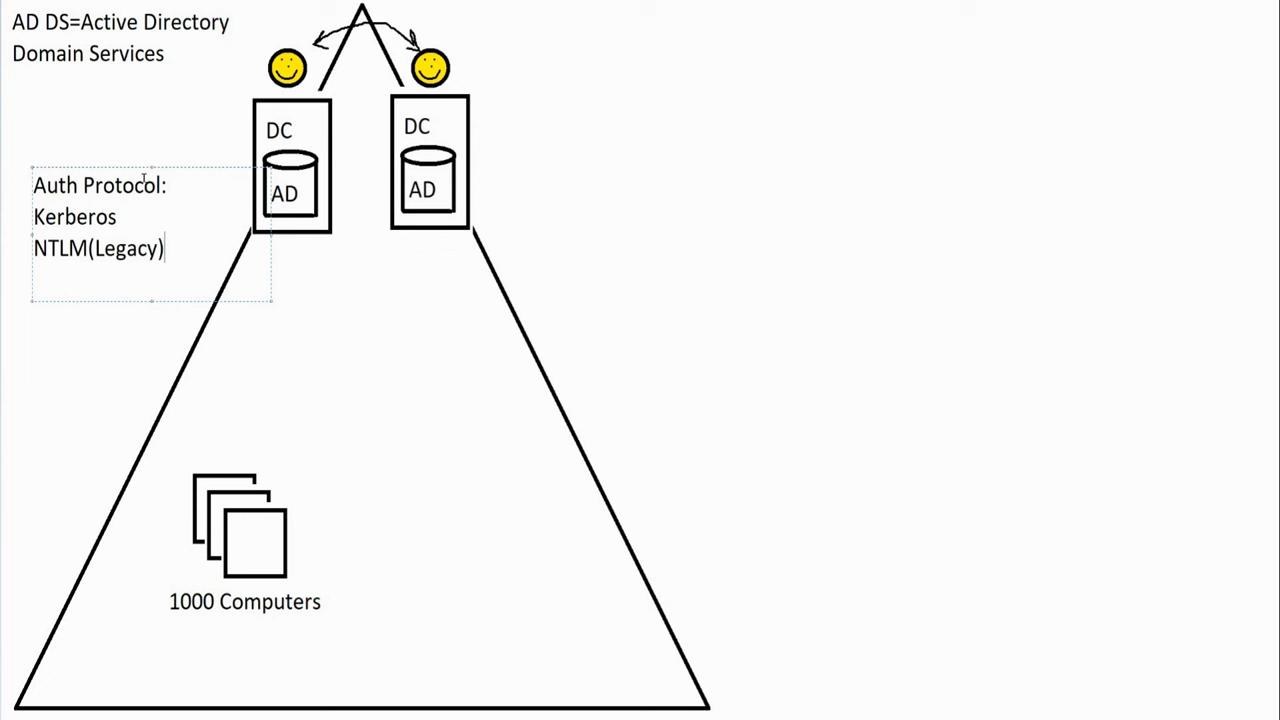 AD DS=Active Directory
Domain Services
DC
AD
DC
AD
Auth Protocol:
Kerberos
NTLM(Legacy)
1000 Computers